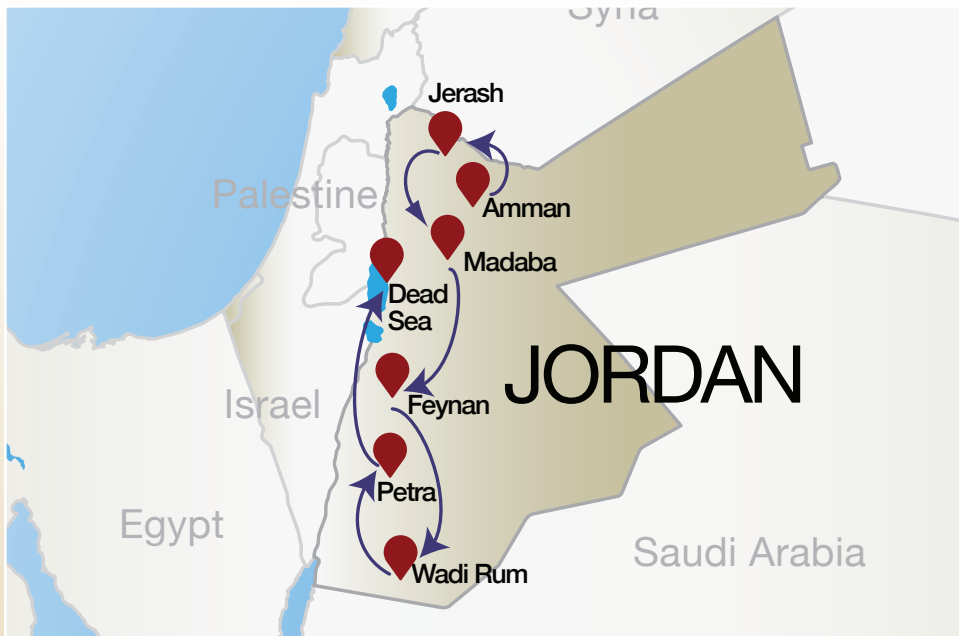 Syria
Jerash
Palestine
Amman
Madaba
Dead
Sea
JORDAN
Israel
Feynan
Petra
Egypt
Saudi Arabia
Wadi Rum